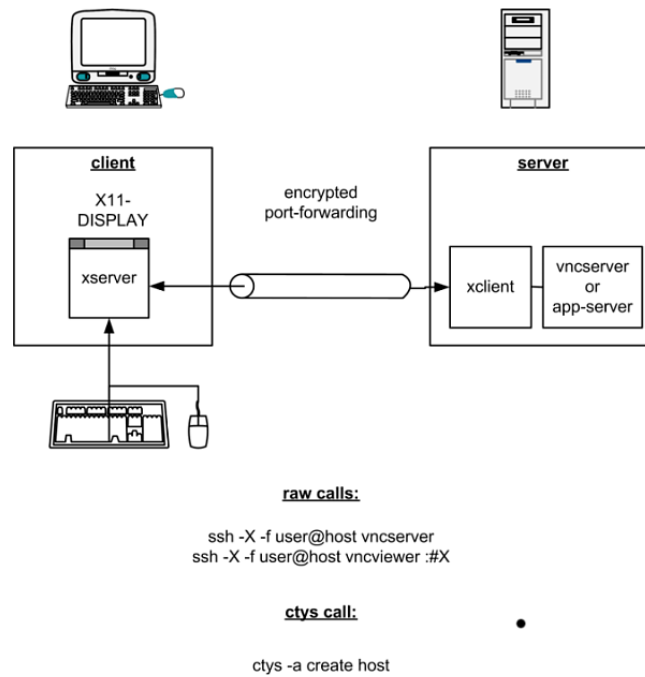 client
server
X11-
DISPLAY
encrypted
port-forwarding
xserver
xclient
vncserver
or
app-server
raw calls:
ssh -X -f user@host vncserver
ssh -X -f user@host vncviewer :#X
ctys call:
ctys -a create host